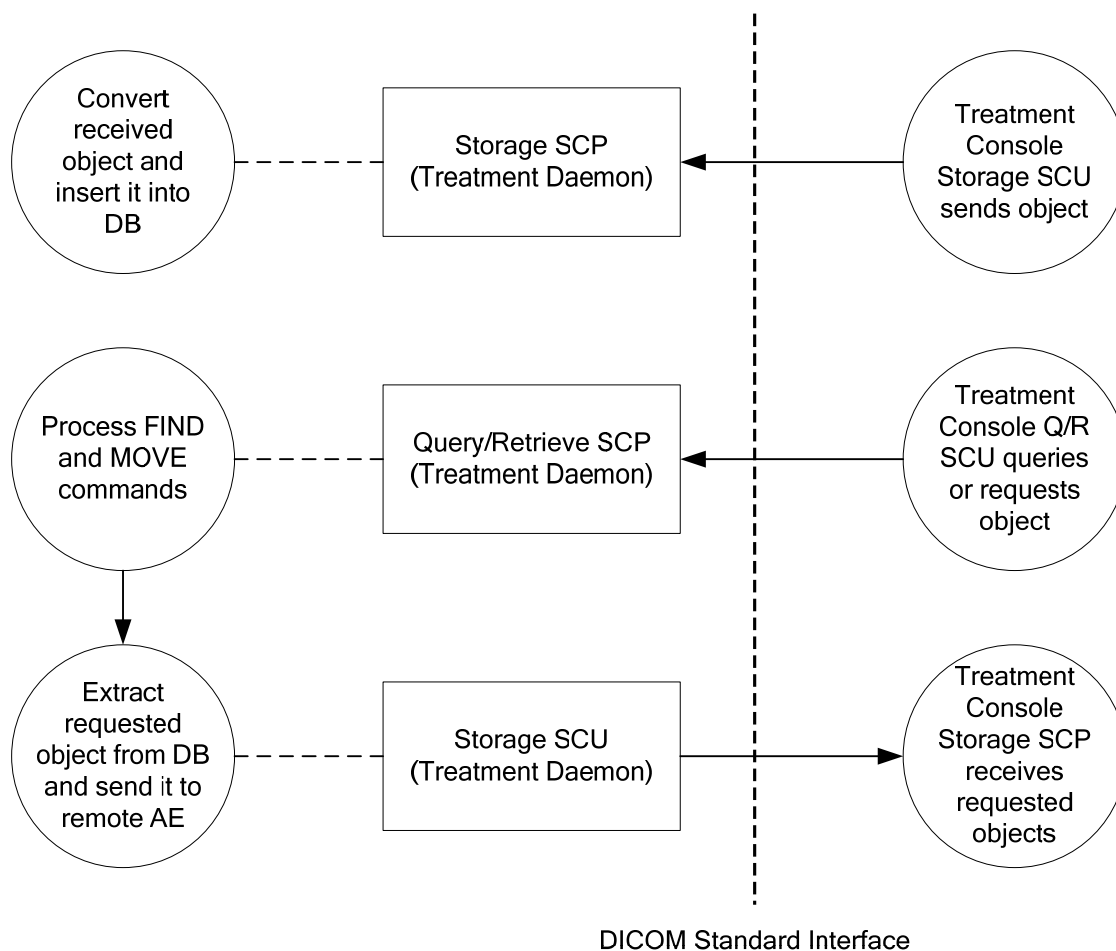 Convert
received
object and
insert it into
DB
Storage SCP
(Treatment Daemon)
Treatment
Console
Storage SCU
sends object
Process FIND
and MOVE
commands
Query/Retrieve SCP
(Treatment Daemon)
Treatment
Console Q/R
SCU queries
or requests
object
Extract
requested
object from DB
and send it to
remote AE
Storage SCU
(Treatment Daemon)
Treatment
Console
Storage SCP
receives
requested
objects
DICOM Standard Interface